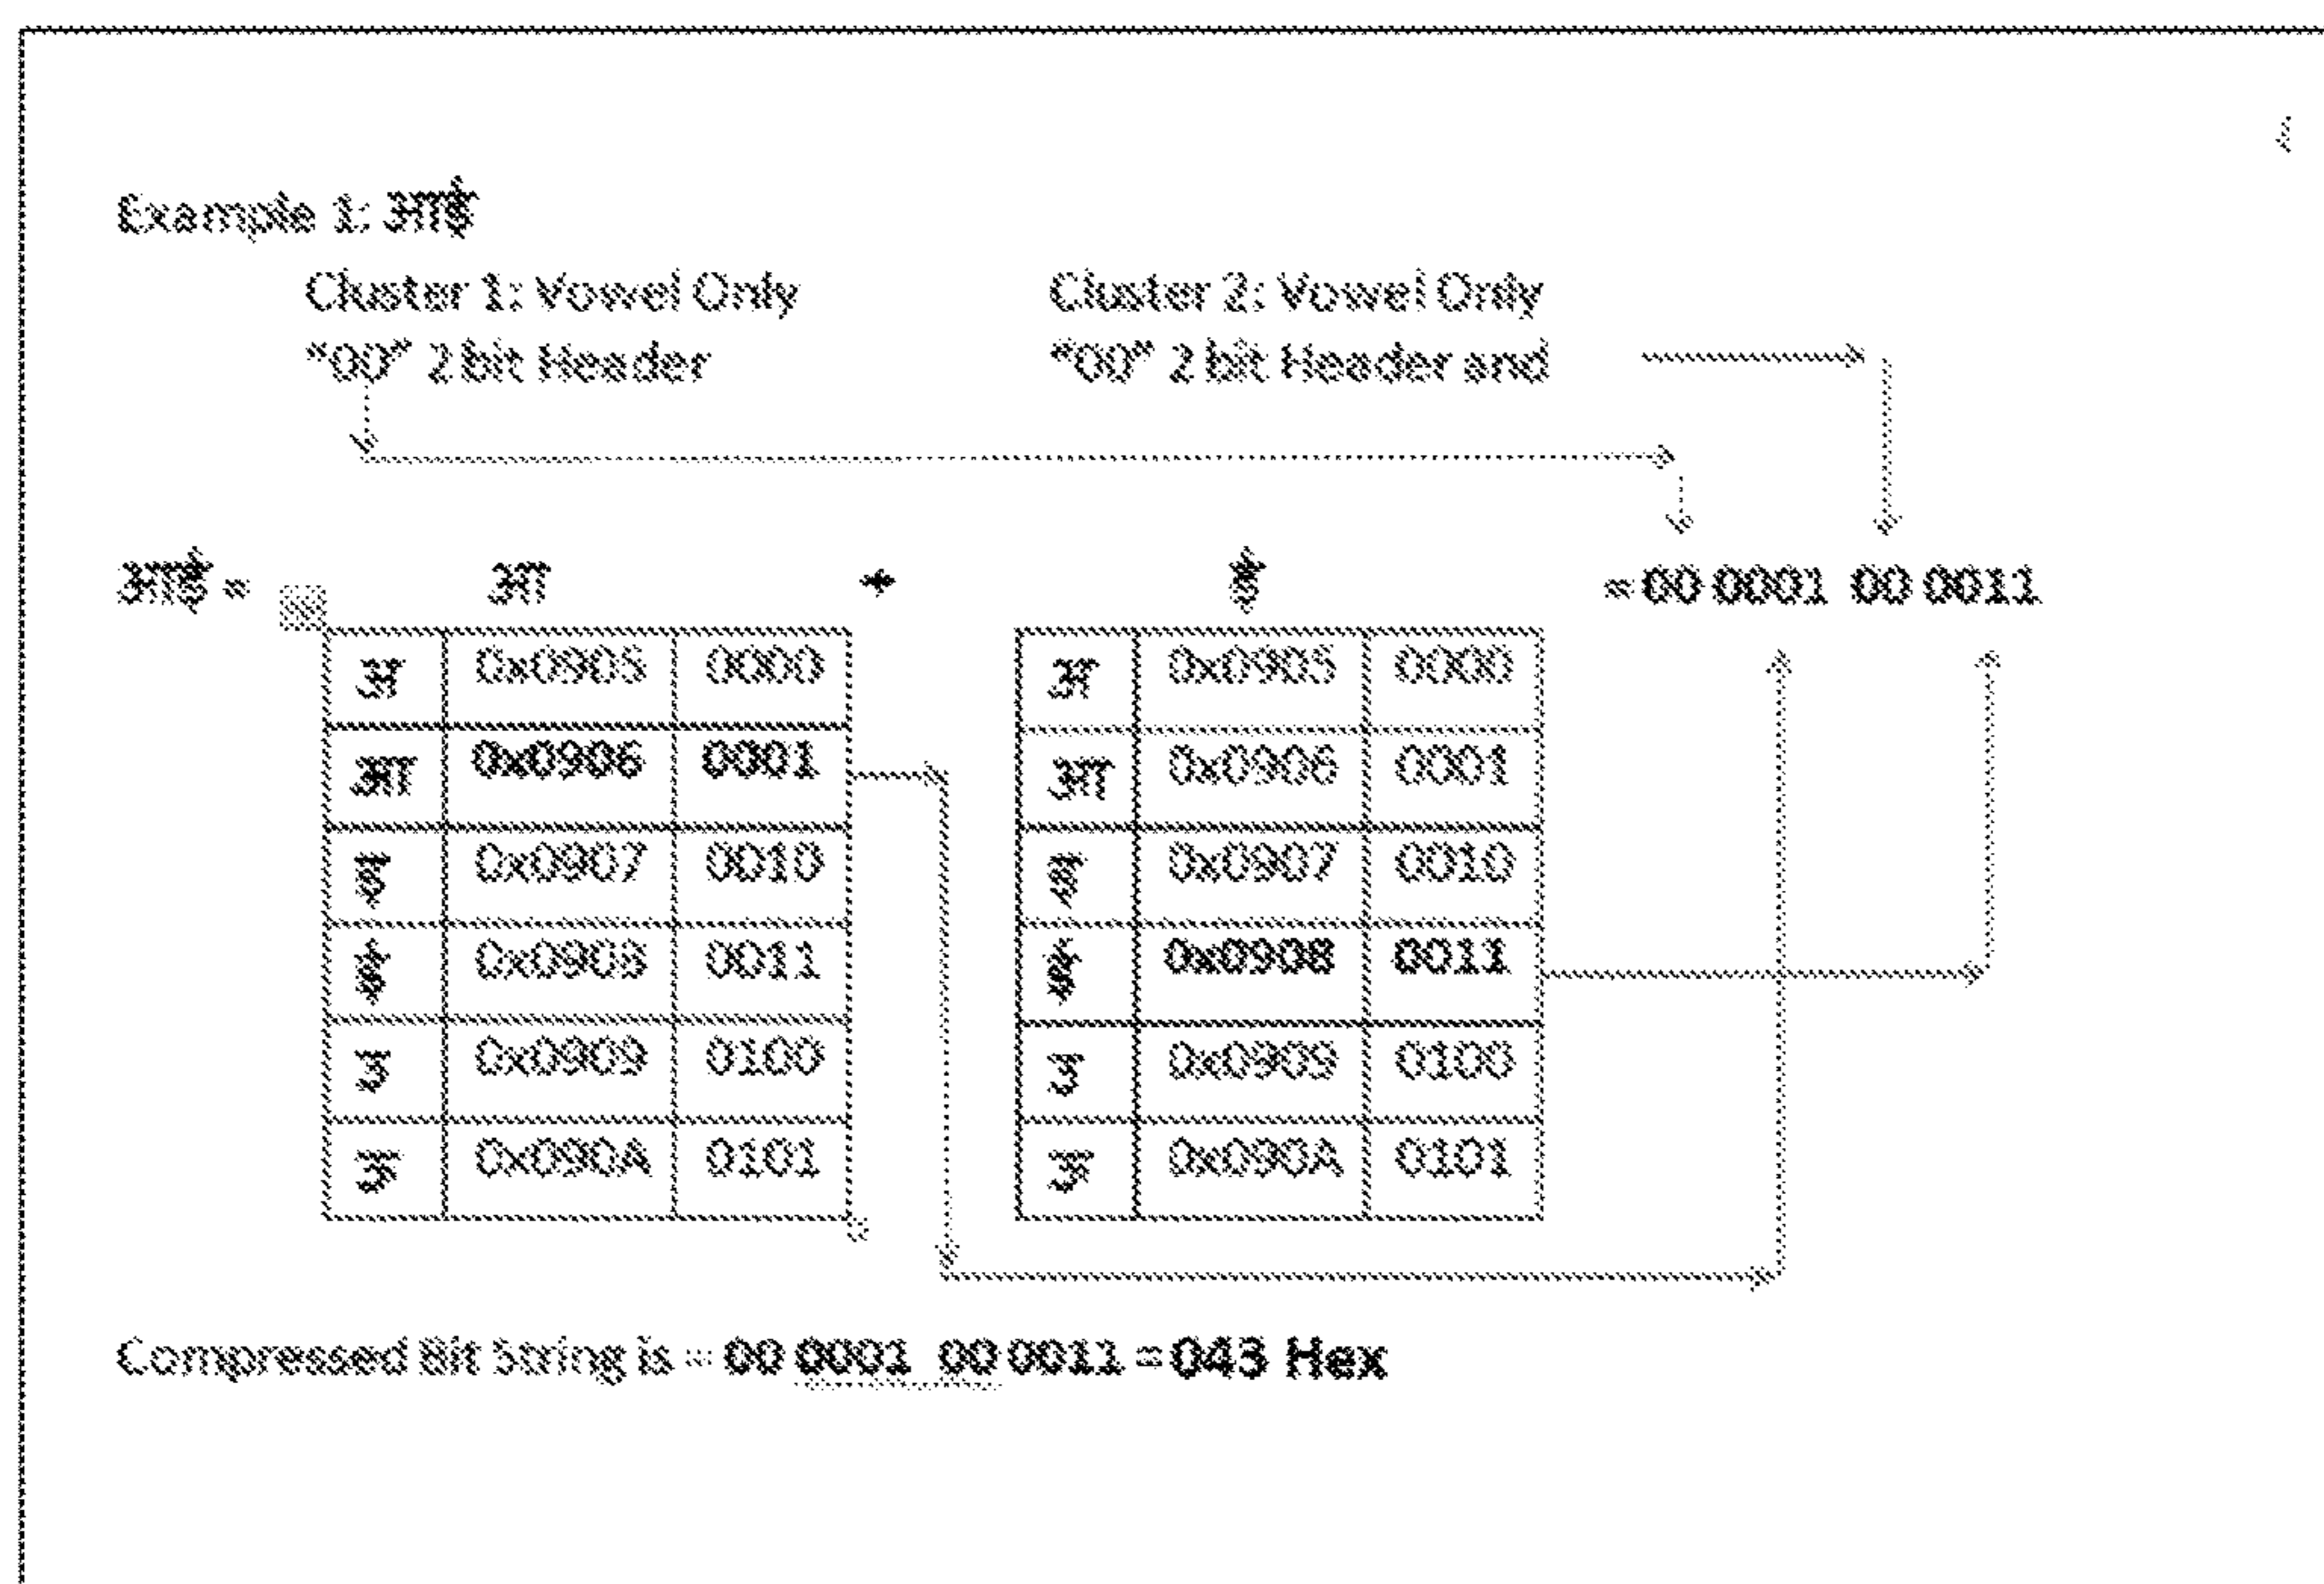 Example 1: आई
Cluster 1: Vowel Only Cluster 2: Vowel Only
“00” 2 bit Header “00” 2 bit Header and
आई = आ + ई = 00 0001 00 0011
अ 0x0905 0000 अ 0x0905 0000
आ 0x0906 0001 आ 0x0906 0001
इ 0x0907 0010 इ 0x0907 0010
ई 0x0908 0011 ई 0x0908 0011
उ 0x0909 0100 उ 0x0909 0100
ऊ 0x090A 0101 ऊ 0x090A 0101
Compressed Bit String is = 00 0001 00 0011 = 043 Hex